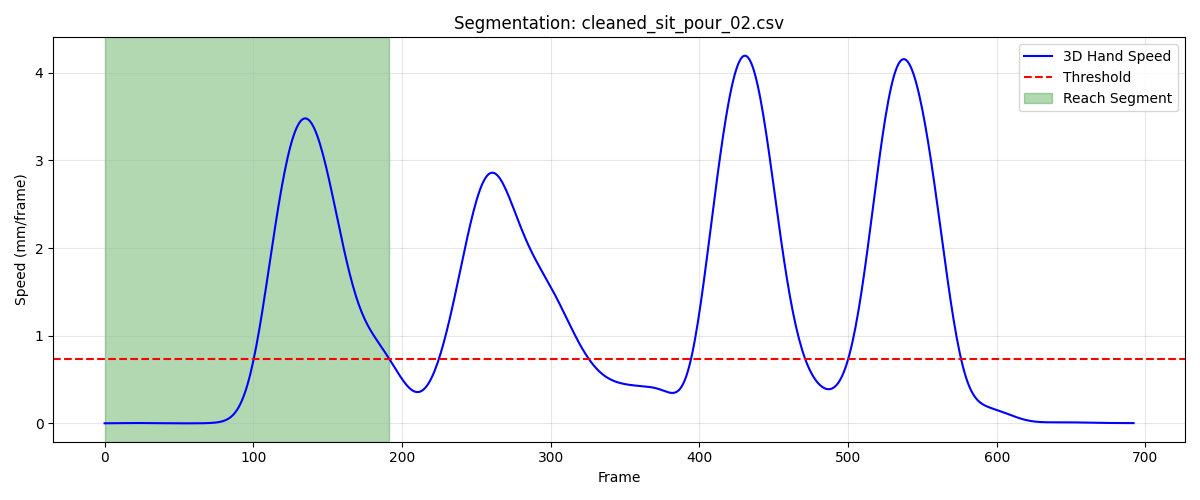 Segmentation: cleaned_sit_pour_02.csv
3D Hand Speed
Threshold
Reach Segment
Speed (mm/frame)
4
3
2
1
0
0 100 200 300 400 500 600 700
Frame